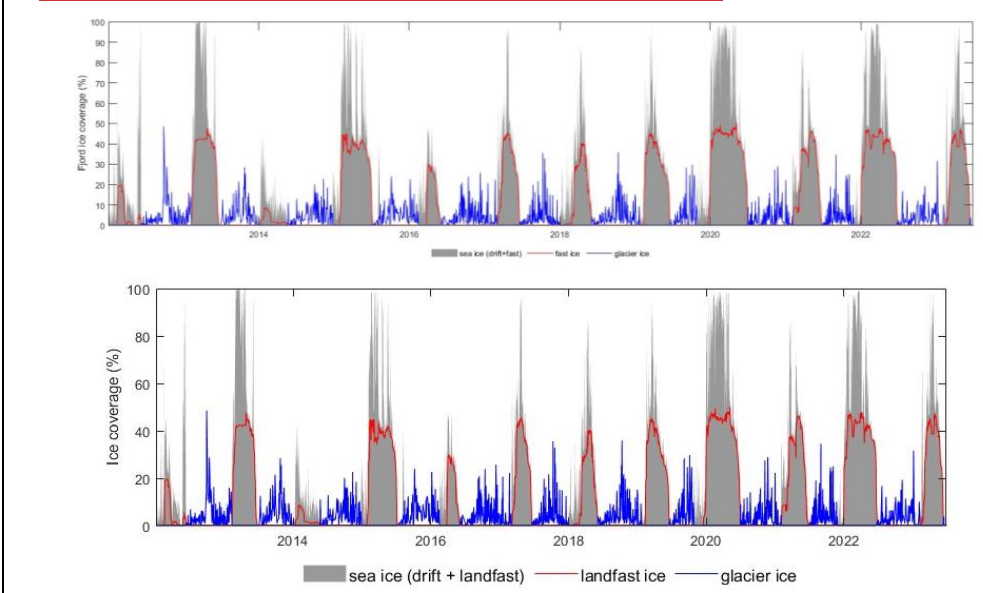 100
90
80
70
60
50
40
30
20
10
0
Fjord ice coverage (%)
2014 2016 2018 2020 2022
sea ice (drift+fast) fast ice glacier ice
100
80
60
40
20
0
Ice coverage (%)
2014 2016 2018 2020 2022
sea ice (drift + landfast) landfast ice glacier ice